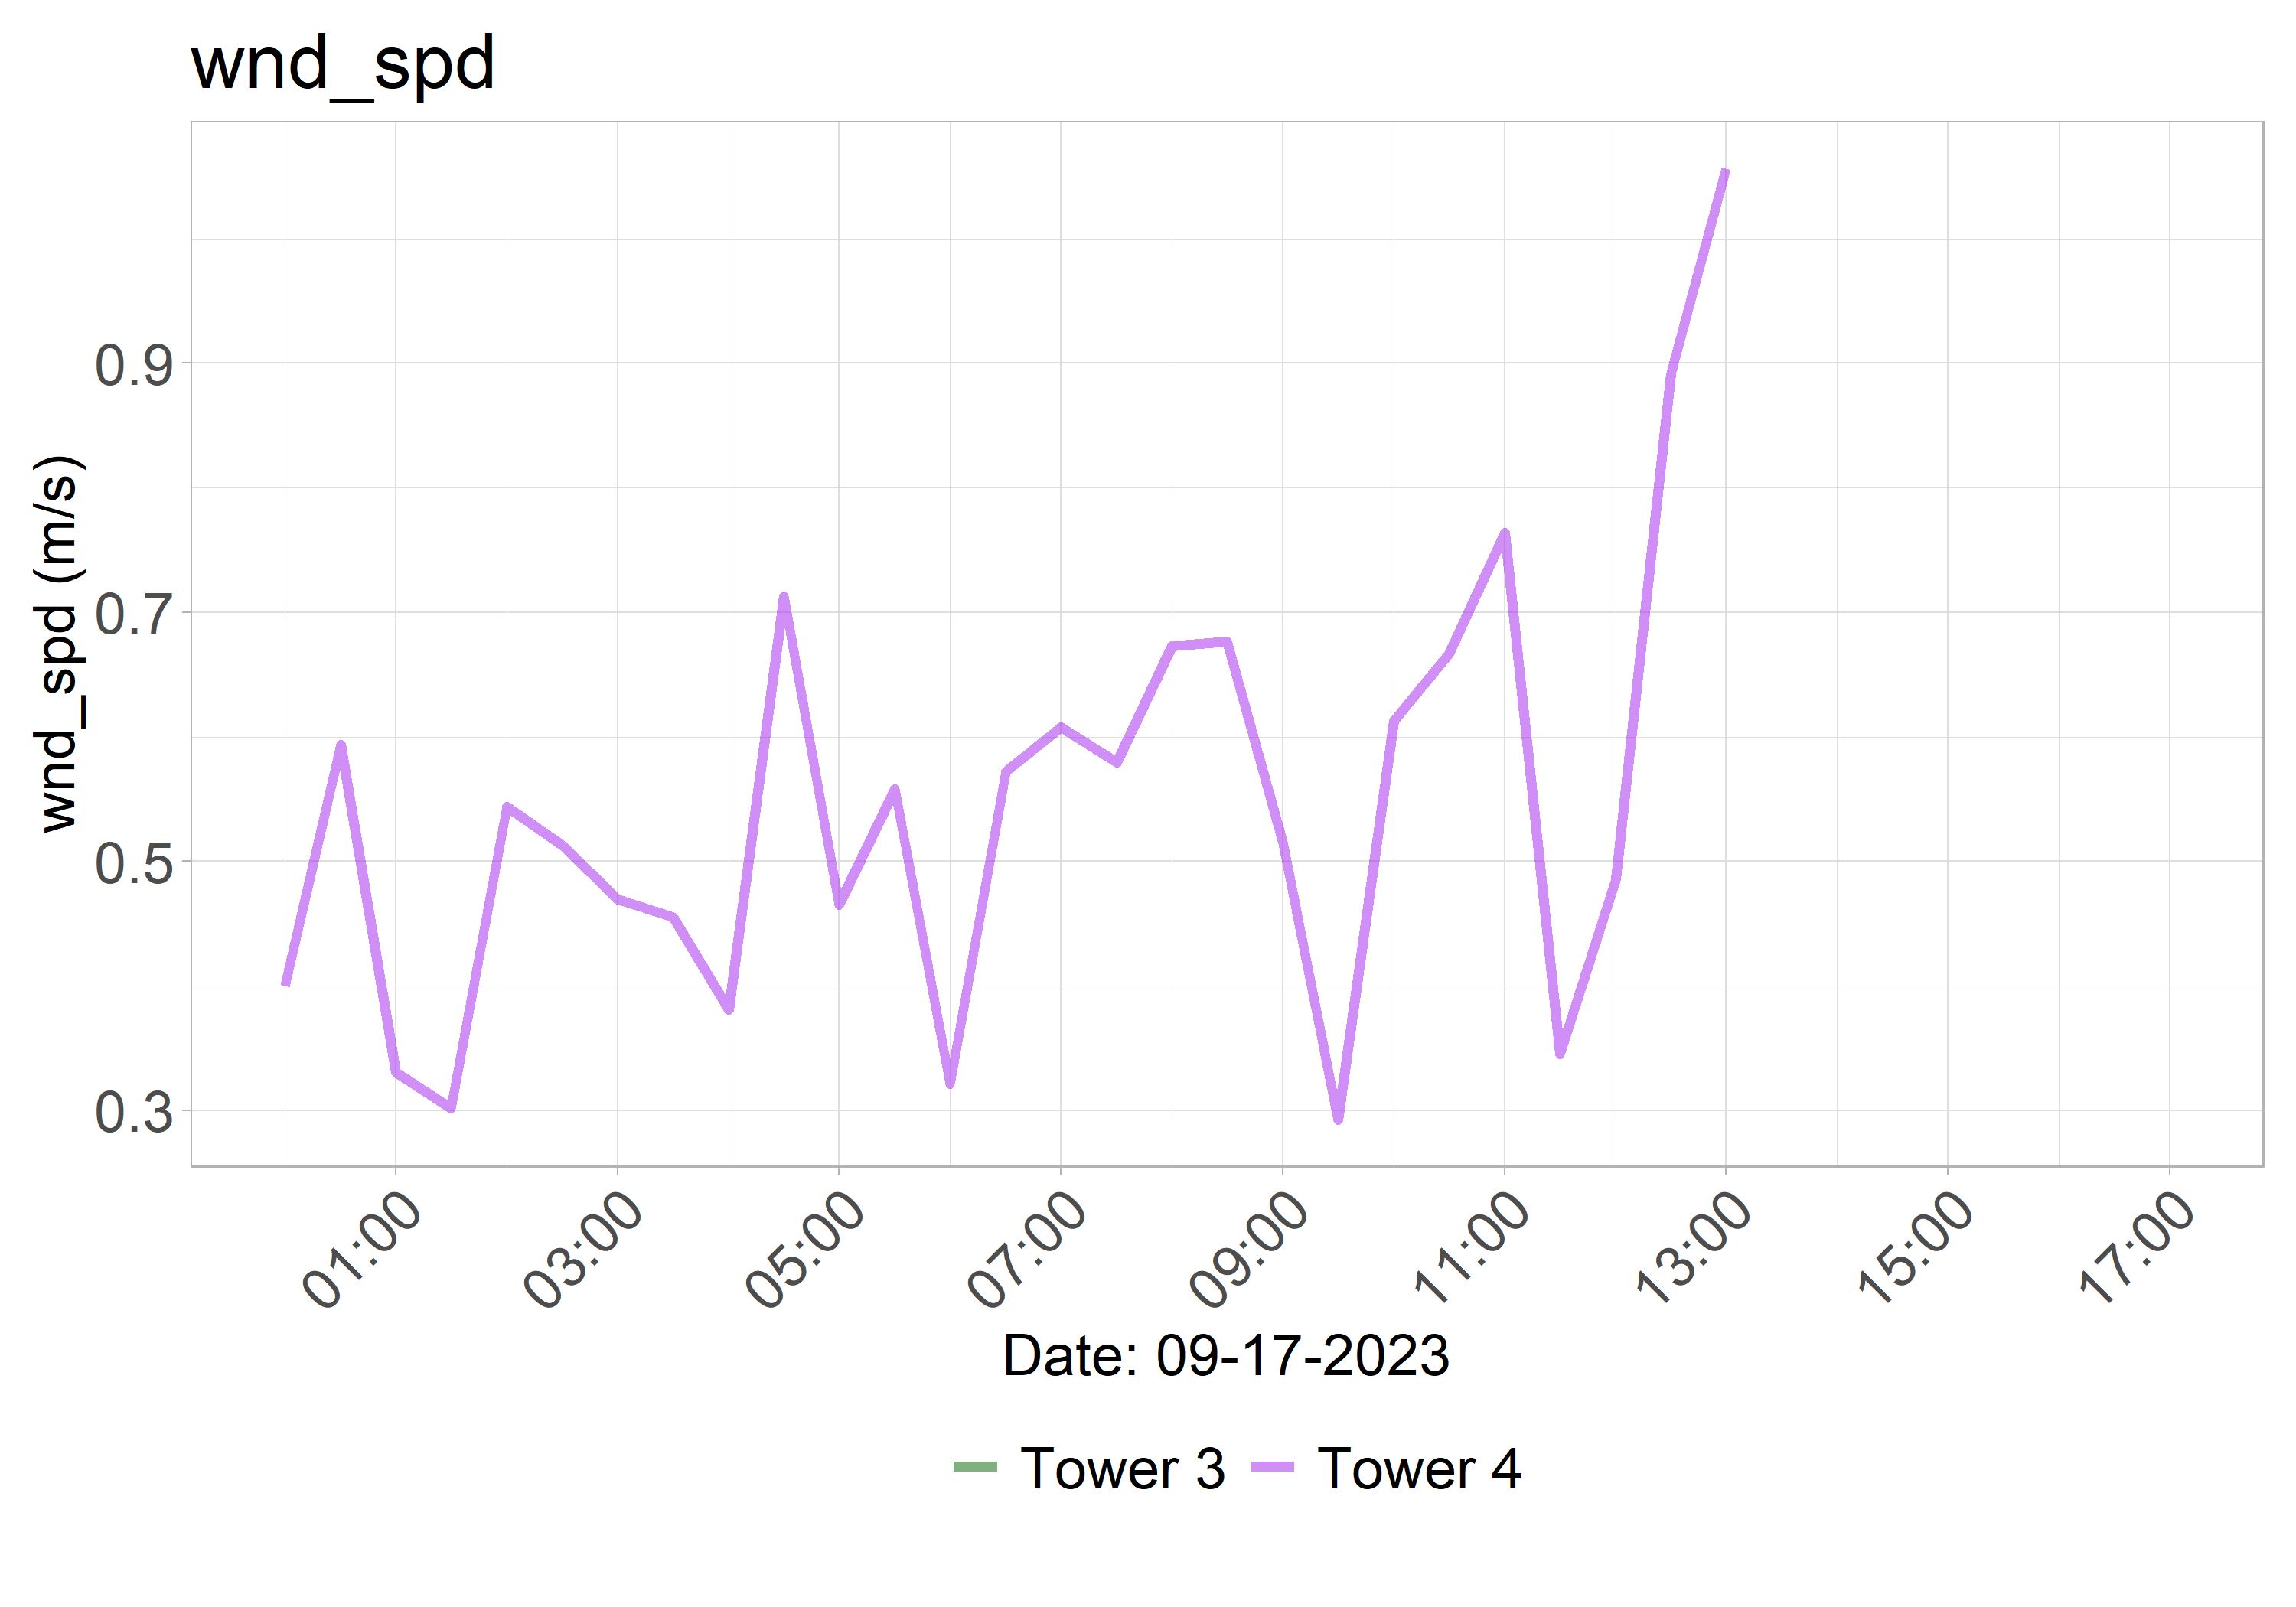 wnd_spd
wnd_spd (m/s)
0.9
0.7
0.5
0.3
01:00 03:00 05:00 07:00 09:00 11:00 13:00 15:00 17:00
Date: 09-17-2023
Tower 3 Tower 4